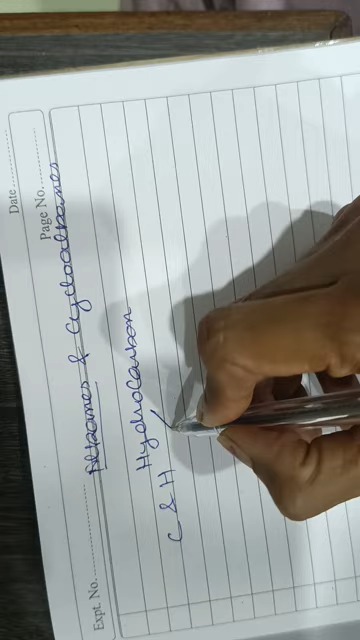 Date ..........
Expt. No. .......... Page No. ..........
Alkanes & Cycloalkanes
Hydrocarbon
C & H